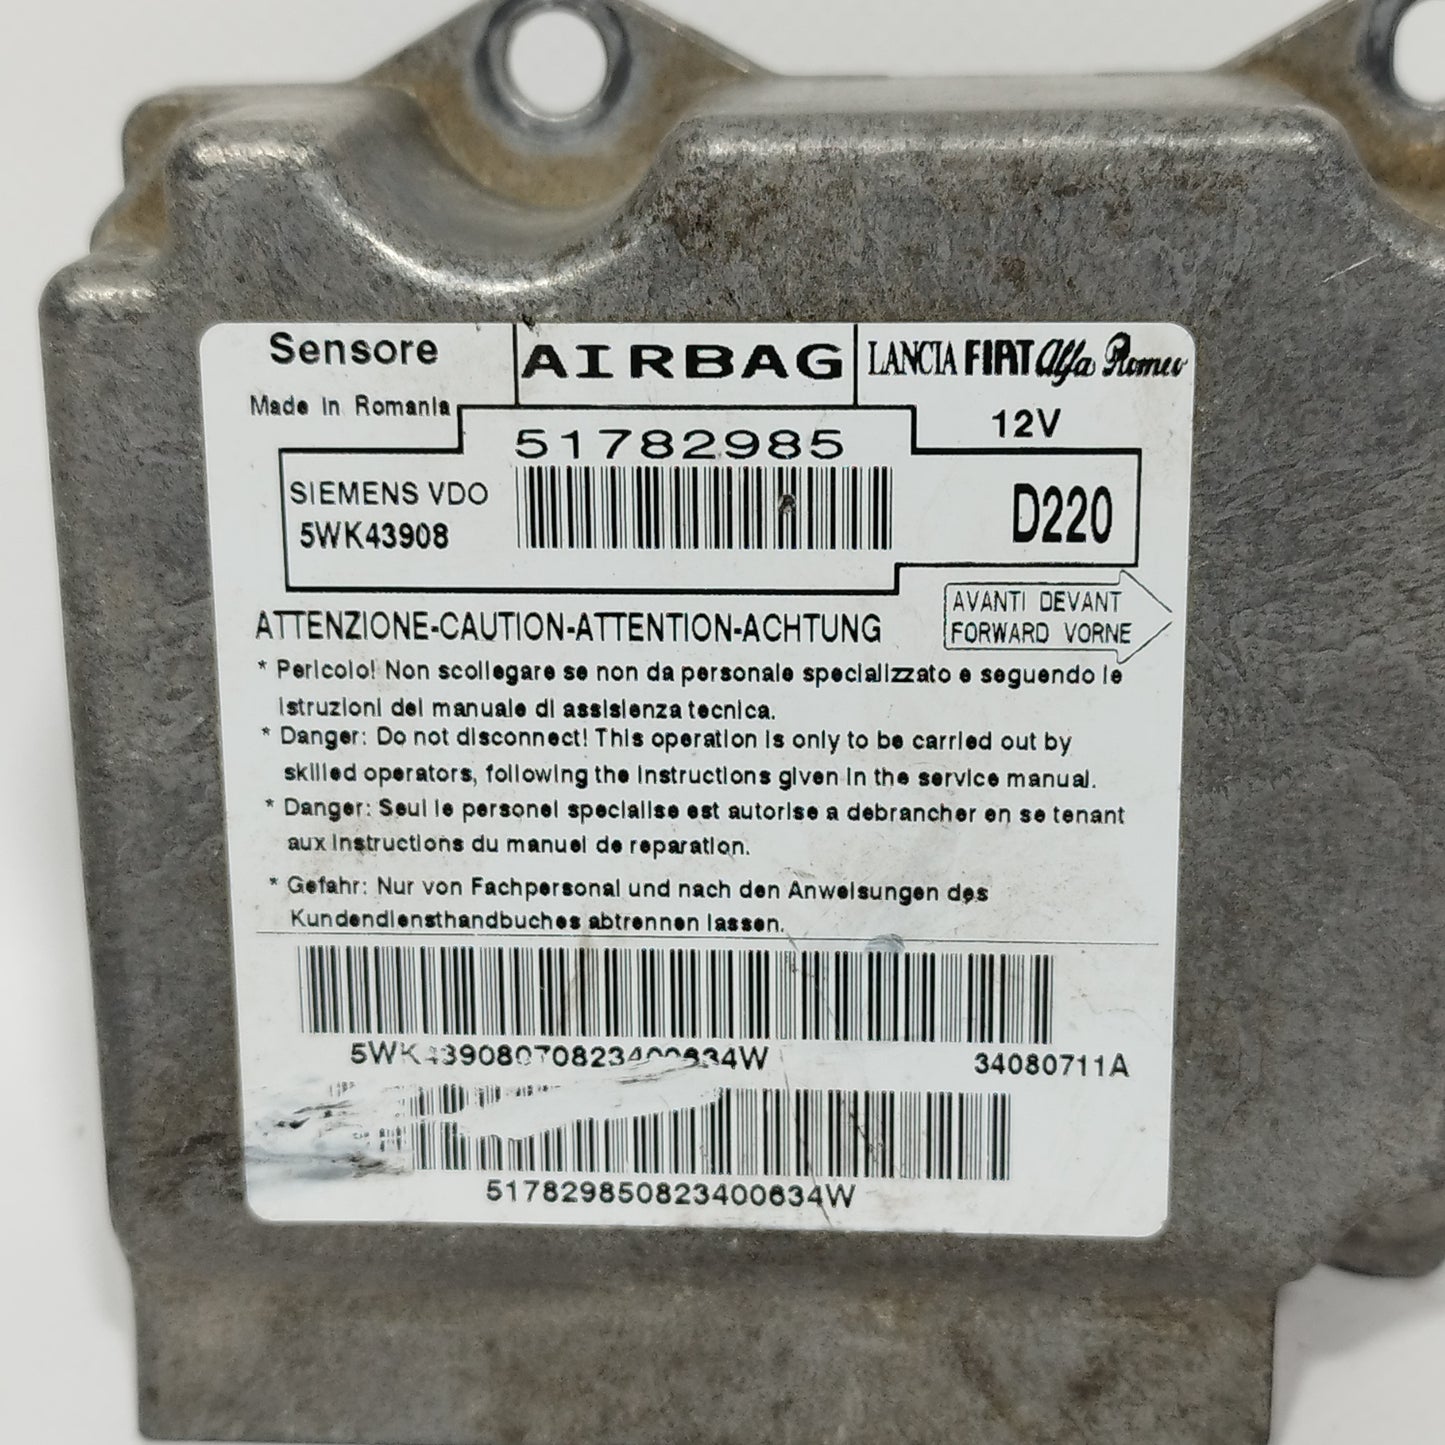 Sensore AIRBAG LANCIA FIAT Alfa Romeo
Made in Romania 12V
51782985
SIEMENS VDO D220
5WK43908
AVANTI DEVANT
FORWARD VORNE
ATTENZIONE-CAUTION-ATTENTION-ACHTUNG
* Pericolo! Non scollegare se non da personale specializzato e seguendo le
istruzioni del manuale di assisienza tecnica.
* Danger: Do not disconnect! This operation is only to be carried out by
skilled operators, following the instructions given in the service manual.
* Danger: Seul le personel specialise est autorise a debrancher en se tenant
aux instructions du manuel de reparation.
* Gefahr: Nur von Fachpersonal und nach den Anweisungen des
Kundendiensthandbuches abtrennen lassen.
34080711A
517829850823400634W